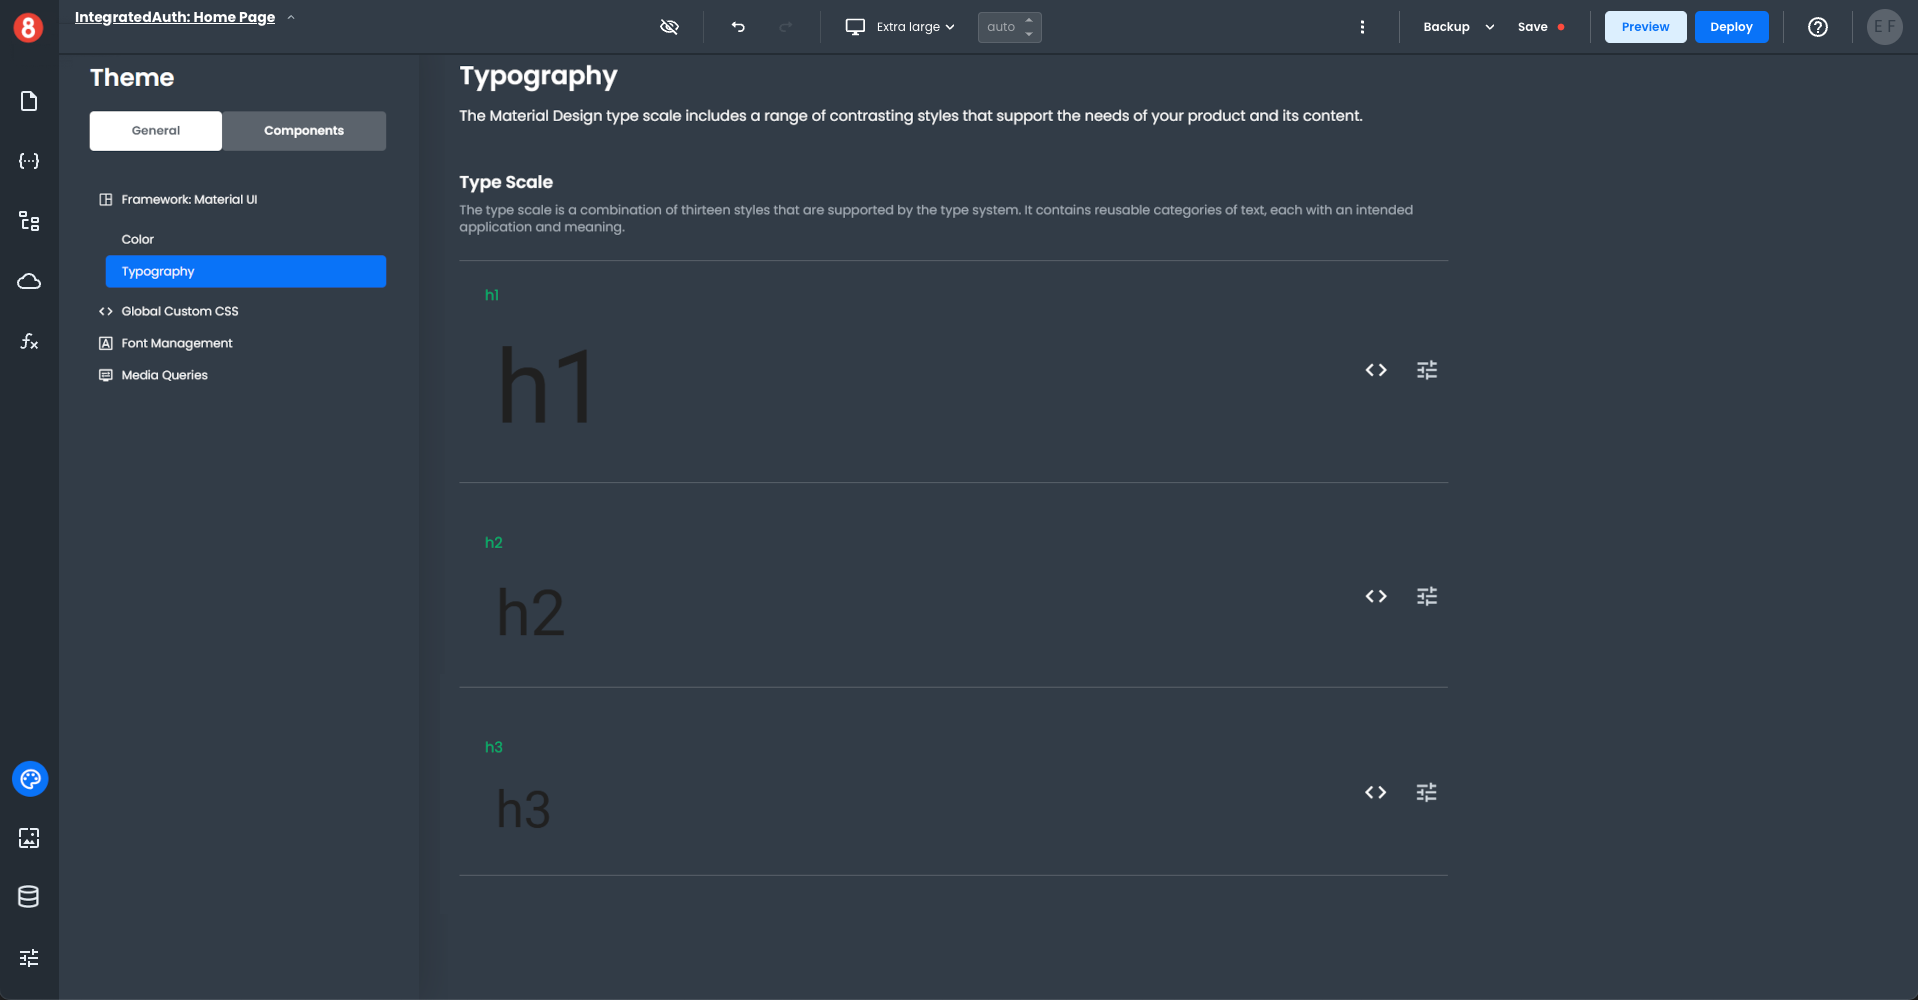 8
IntegratedAuth: Home Page
Extra large
auto
Backup
Save
Preview
Deploy
E F
Theme
General
Components
Framework: Material UI
Color
Typography
Global Custom CSS
Font Management
Media Queries
Typography
The Material Design type scale includes a range of contrasting styles that support the needs of your product and its content.
Type Scale
The type scale is a combination of thirteen styles that are supported by the type system. It contains reusable categories of text, each with an intended
application and meaning.
h1
h1
h2
h2
h3
h3